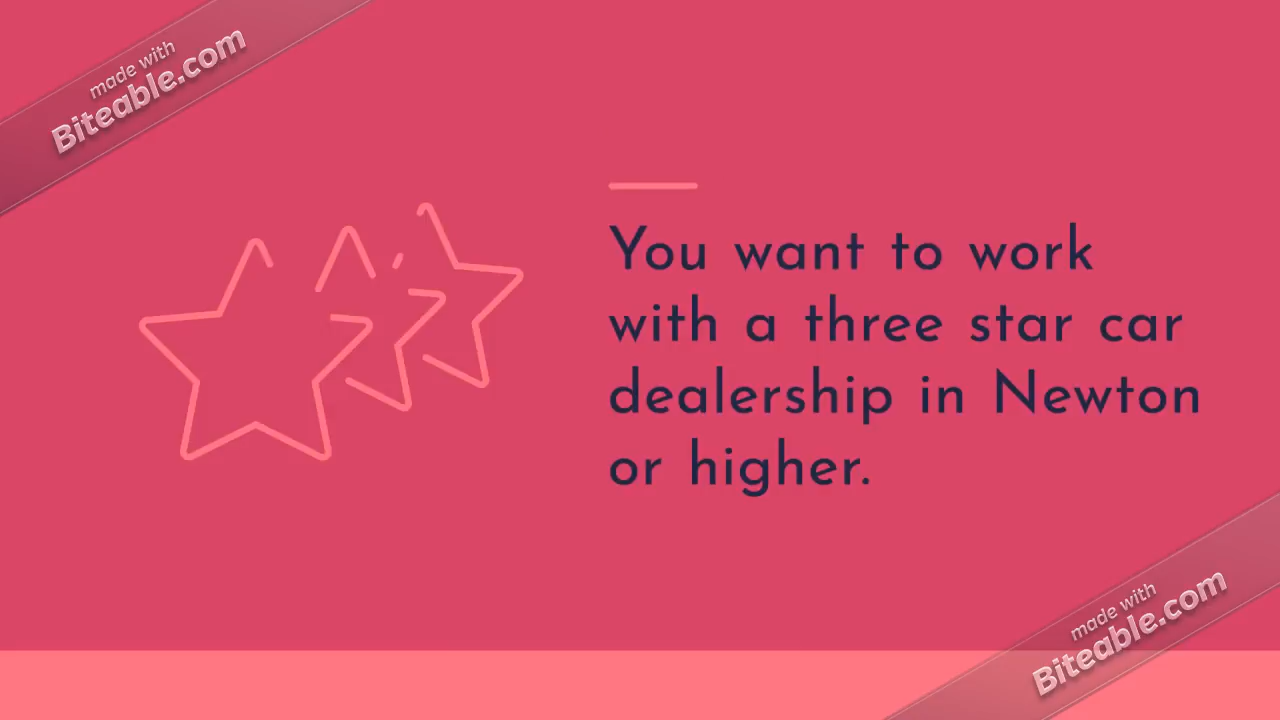 made with
Biteable.com
You want to work
with a three star car
dealership in Newton
or higher.
made with
Biteable.com